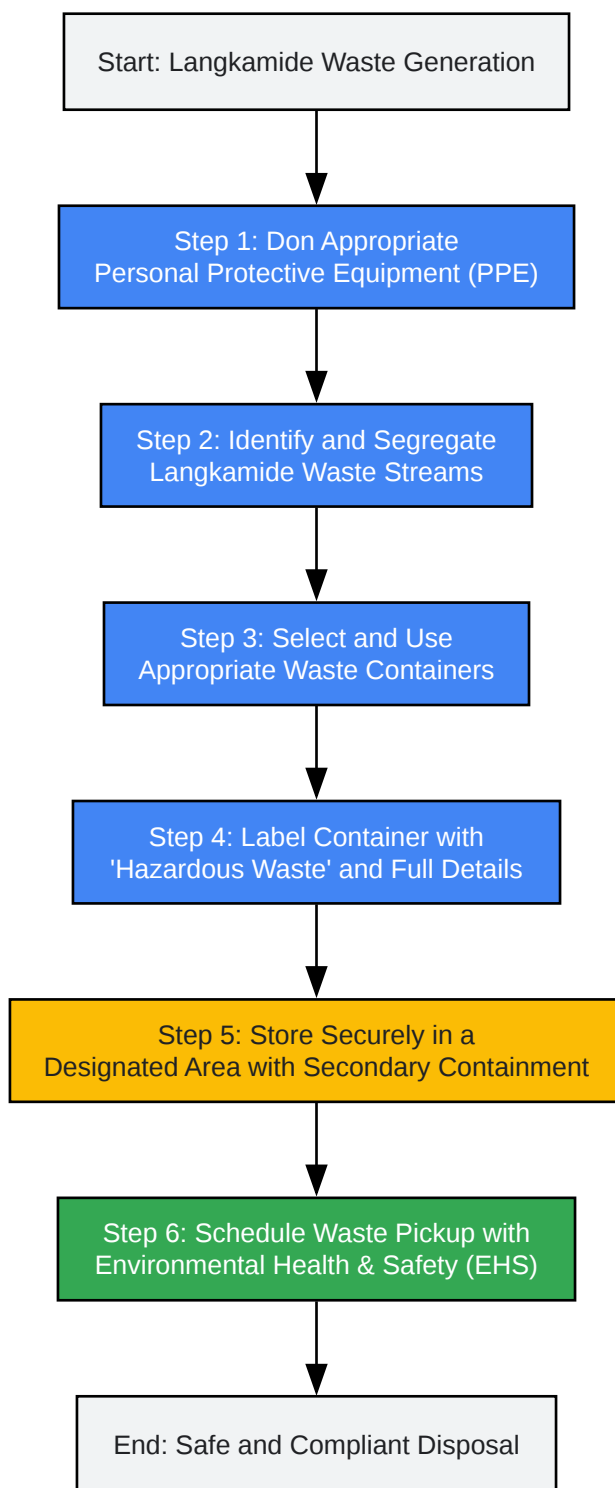 Start: Langkamide Waste Generation
Step 1: Don Appropriate
Personal Protective Equipment (PPE)
Step 2: Identify and Segregate
Langkamide Waste Streams
Step 3: Select and Use
Appropriate Waste Containers
Step 4: Label Container with
'Hazardous Waste' and Full Details
Step 5: Store Securely in a
Designated Area with Secondary Containment
Step 6: Schedule Waste Pickup with
Environmental Health & Safety (EHS)
End: Safe and Compliant Disposal